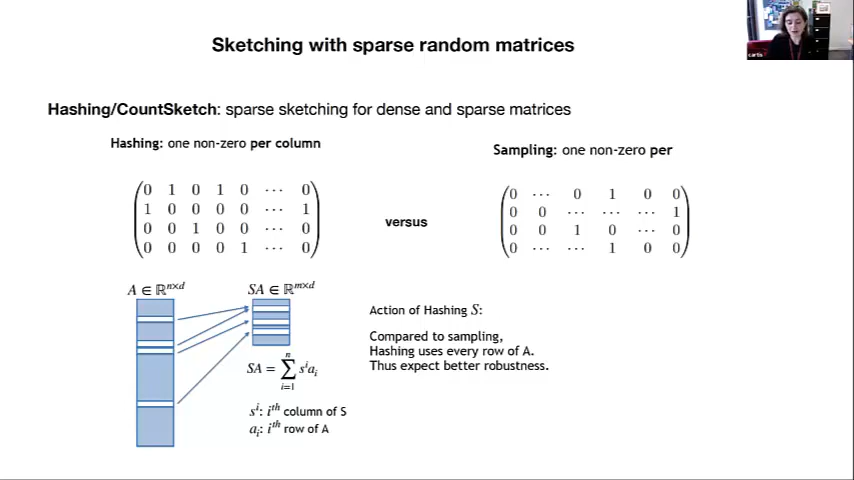 Sketching with sparse random matrices
Hashing/CountSketch: sparse sketching for dense and sparse matrices
Hashing: one non-zero per column
Sampling: one non-zero per
0 1 0 1 0 ⋯ 0
1 0 0 0 0 ⋯ 1
0 0 1 0 0 ⋯ 0
0 0 0 0 1 ⋯ 0
versus
0 ⋯ 0 1 0 0
0 0 ⋯ ⋯ ⋯ 1
0 0 1 0 ⋯ 0
0 ⋯ ⋯ 1 0 0
A ∈ ℝⁿˣᵈ
SA ∈ ℝᵐˣᵈ
Action of Hashing S:
Compared to sampling,
Hashing uses every row of A.
Thus expect better robustness.
SA = ∑ⁿᵢ₌₁ sⁱaᵢ
sⁱ: iᵗʰ column of S
aᵢ: iᵗʰ row of A
cartis